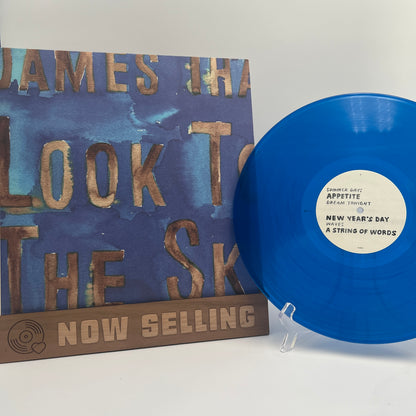 JAMES IHA
LOOK TO
THE SK
NOW SELLING
SUMMER DAYS
APPETITE
DREAM TONIGHT
NEW YEAR'S DAY
WAVES
A STRING OF WORDS